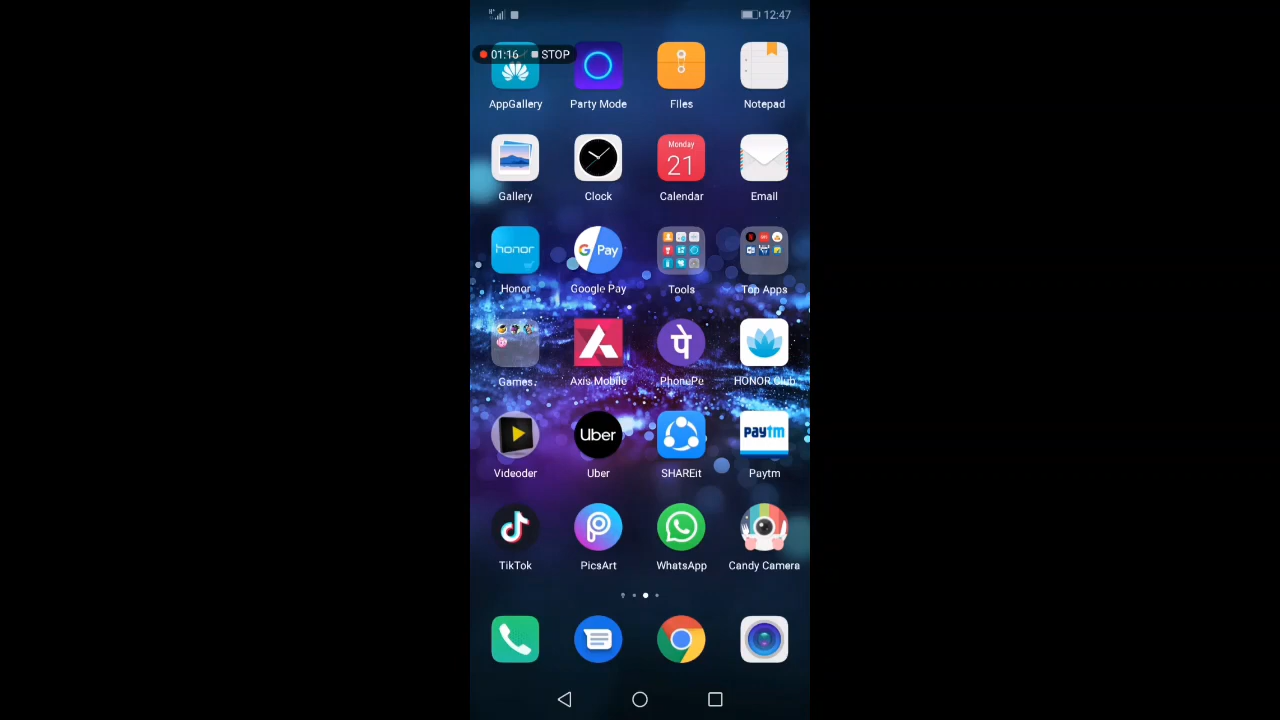 12:47
01:16 STOP
AppGallery Party Mode Files Notepad
Monday
21
Gallery Clock Calendar Email
honor G Pay
Honor Google Pay Tools Top Apps
पे
Games Axis Mobile PhonePe HONOR Club
Uber paytm
Videoder Uber SHAREit Paytm
TikTok PicsArt WhatsApp Candy Camera